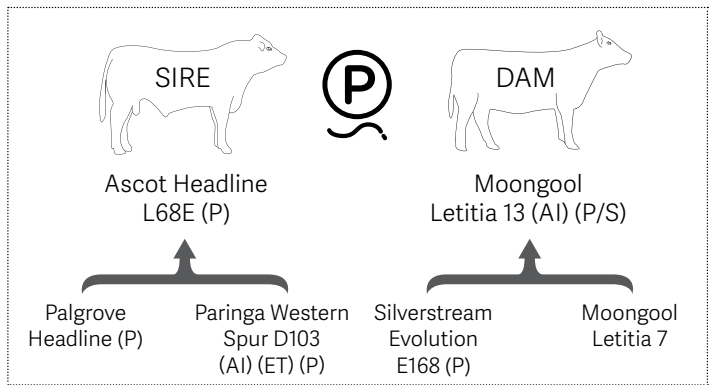 SIRE
P
DAM
Ascot Headline
L68E (P)
Moongool
Letitia 13 (AI) (P/S)
Palgrove
Headline (P)
Paringa Western
Spur D103
(AI) (ET) (P)
Silverstream
Evolution
E168 (P)
Moongool
Letitia 7